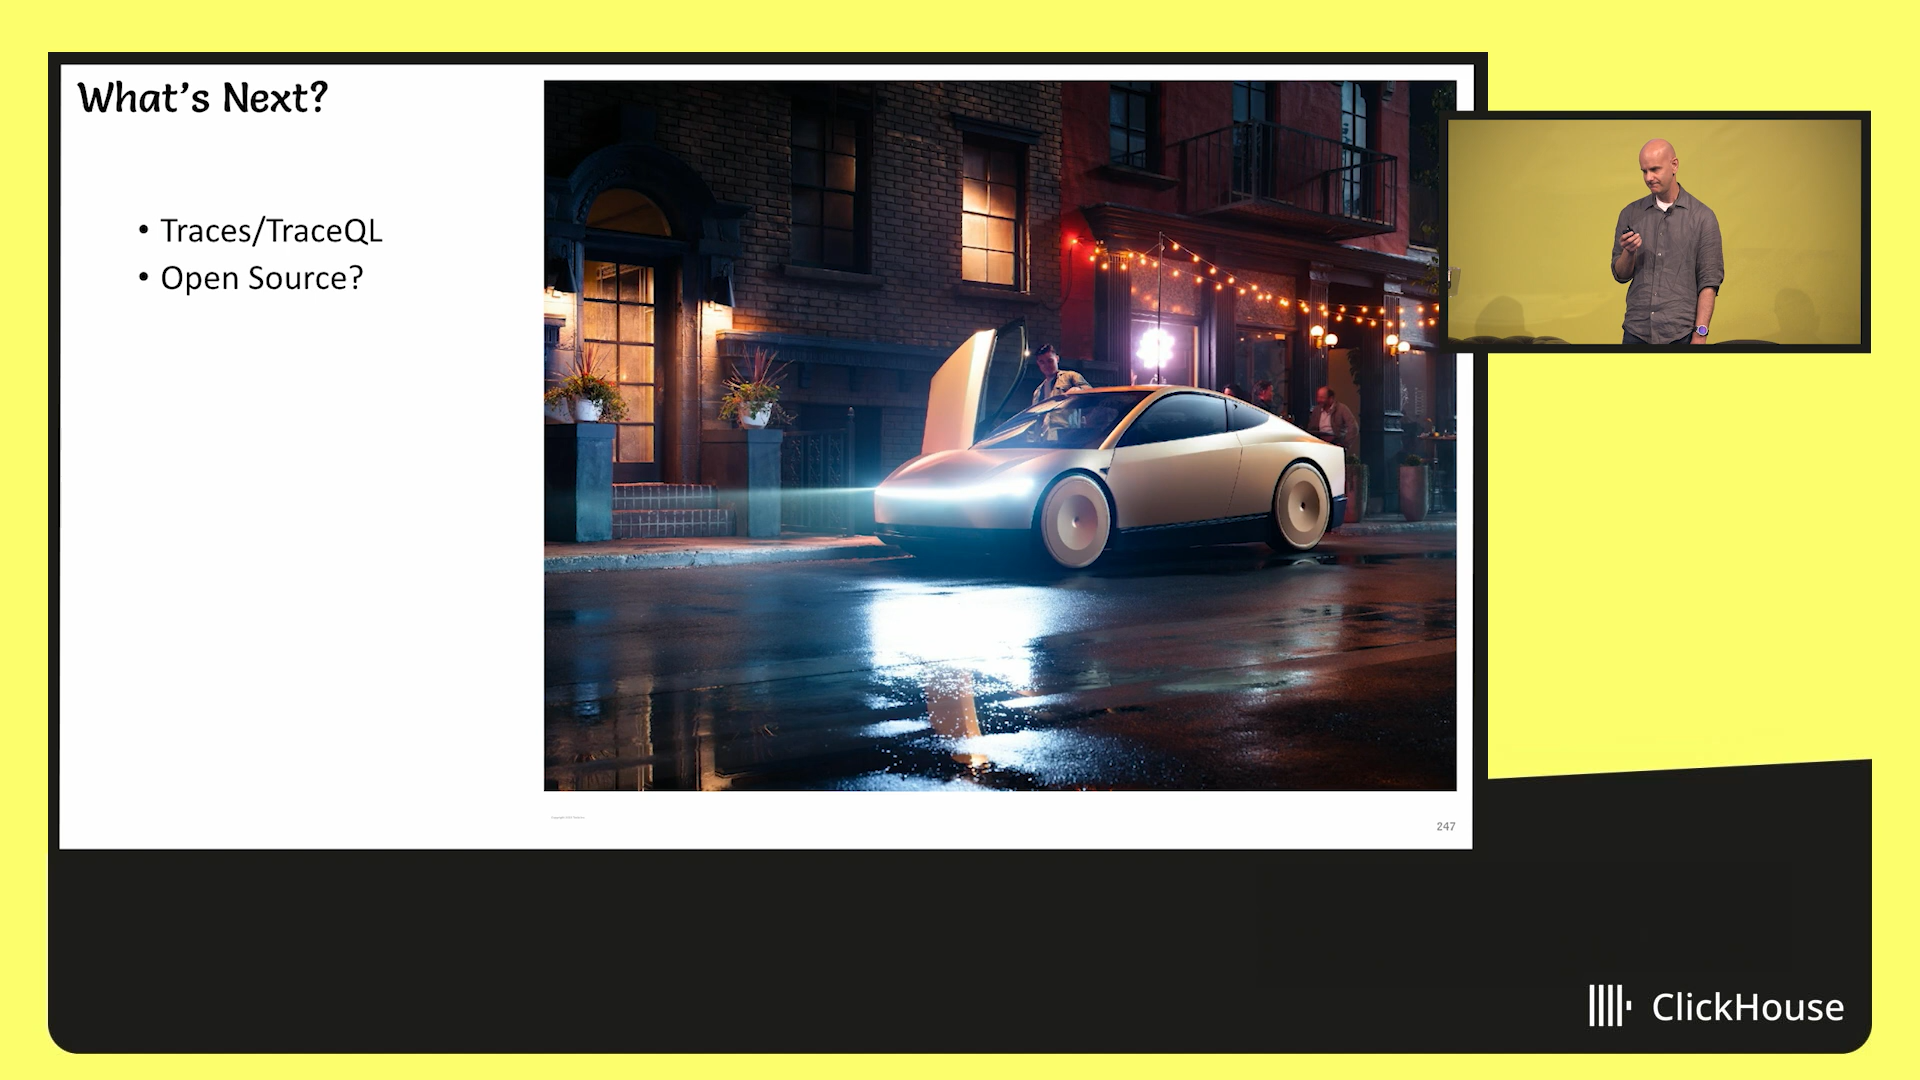 What's Next?
• Traces/TraceQL
• Open Source?
247
ClickHouse